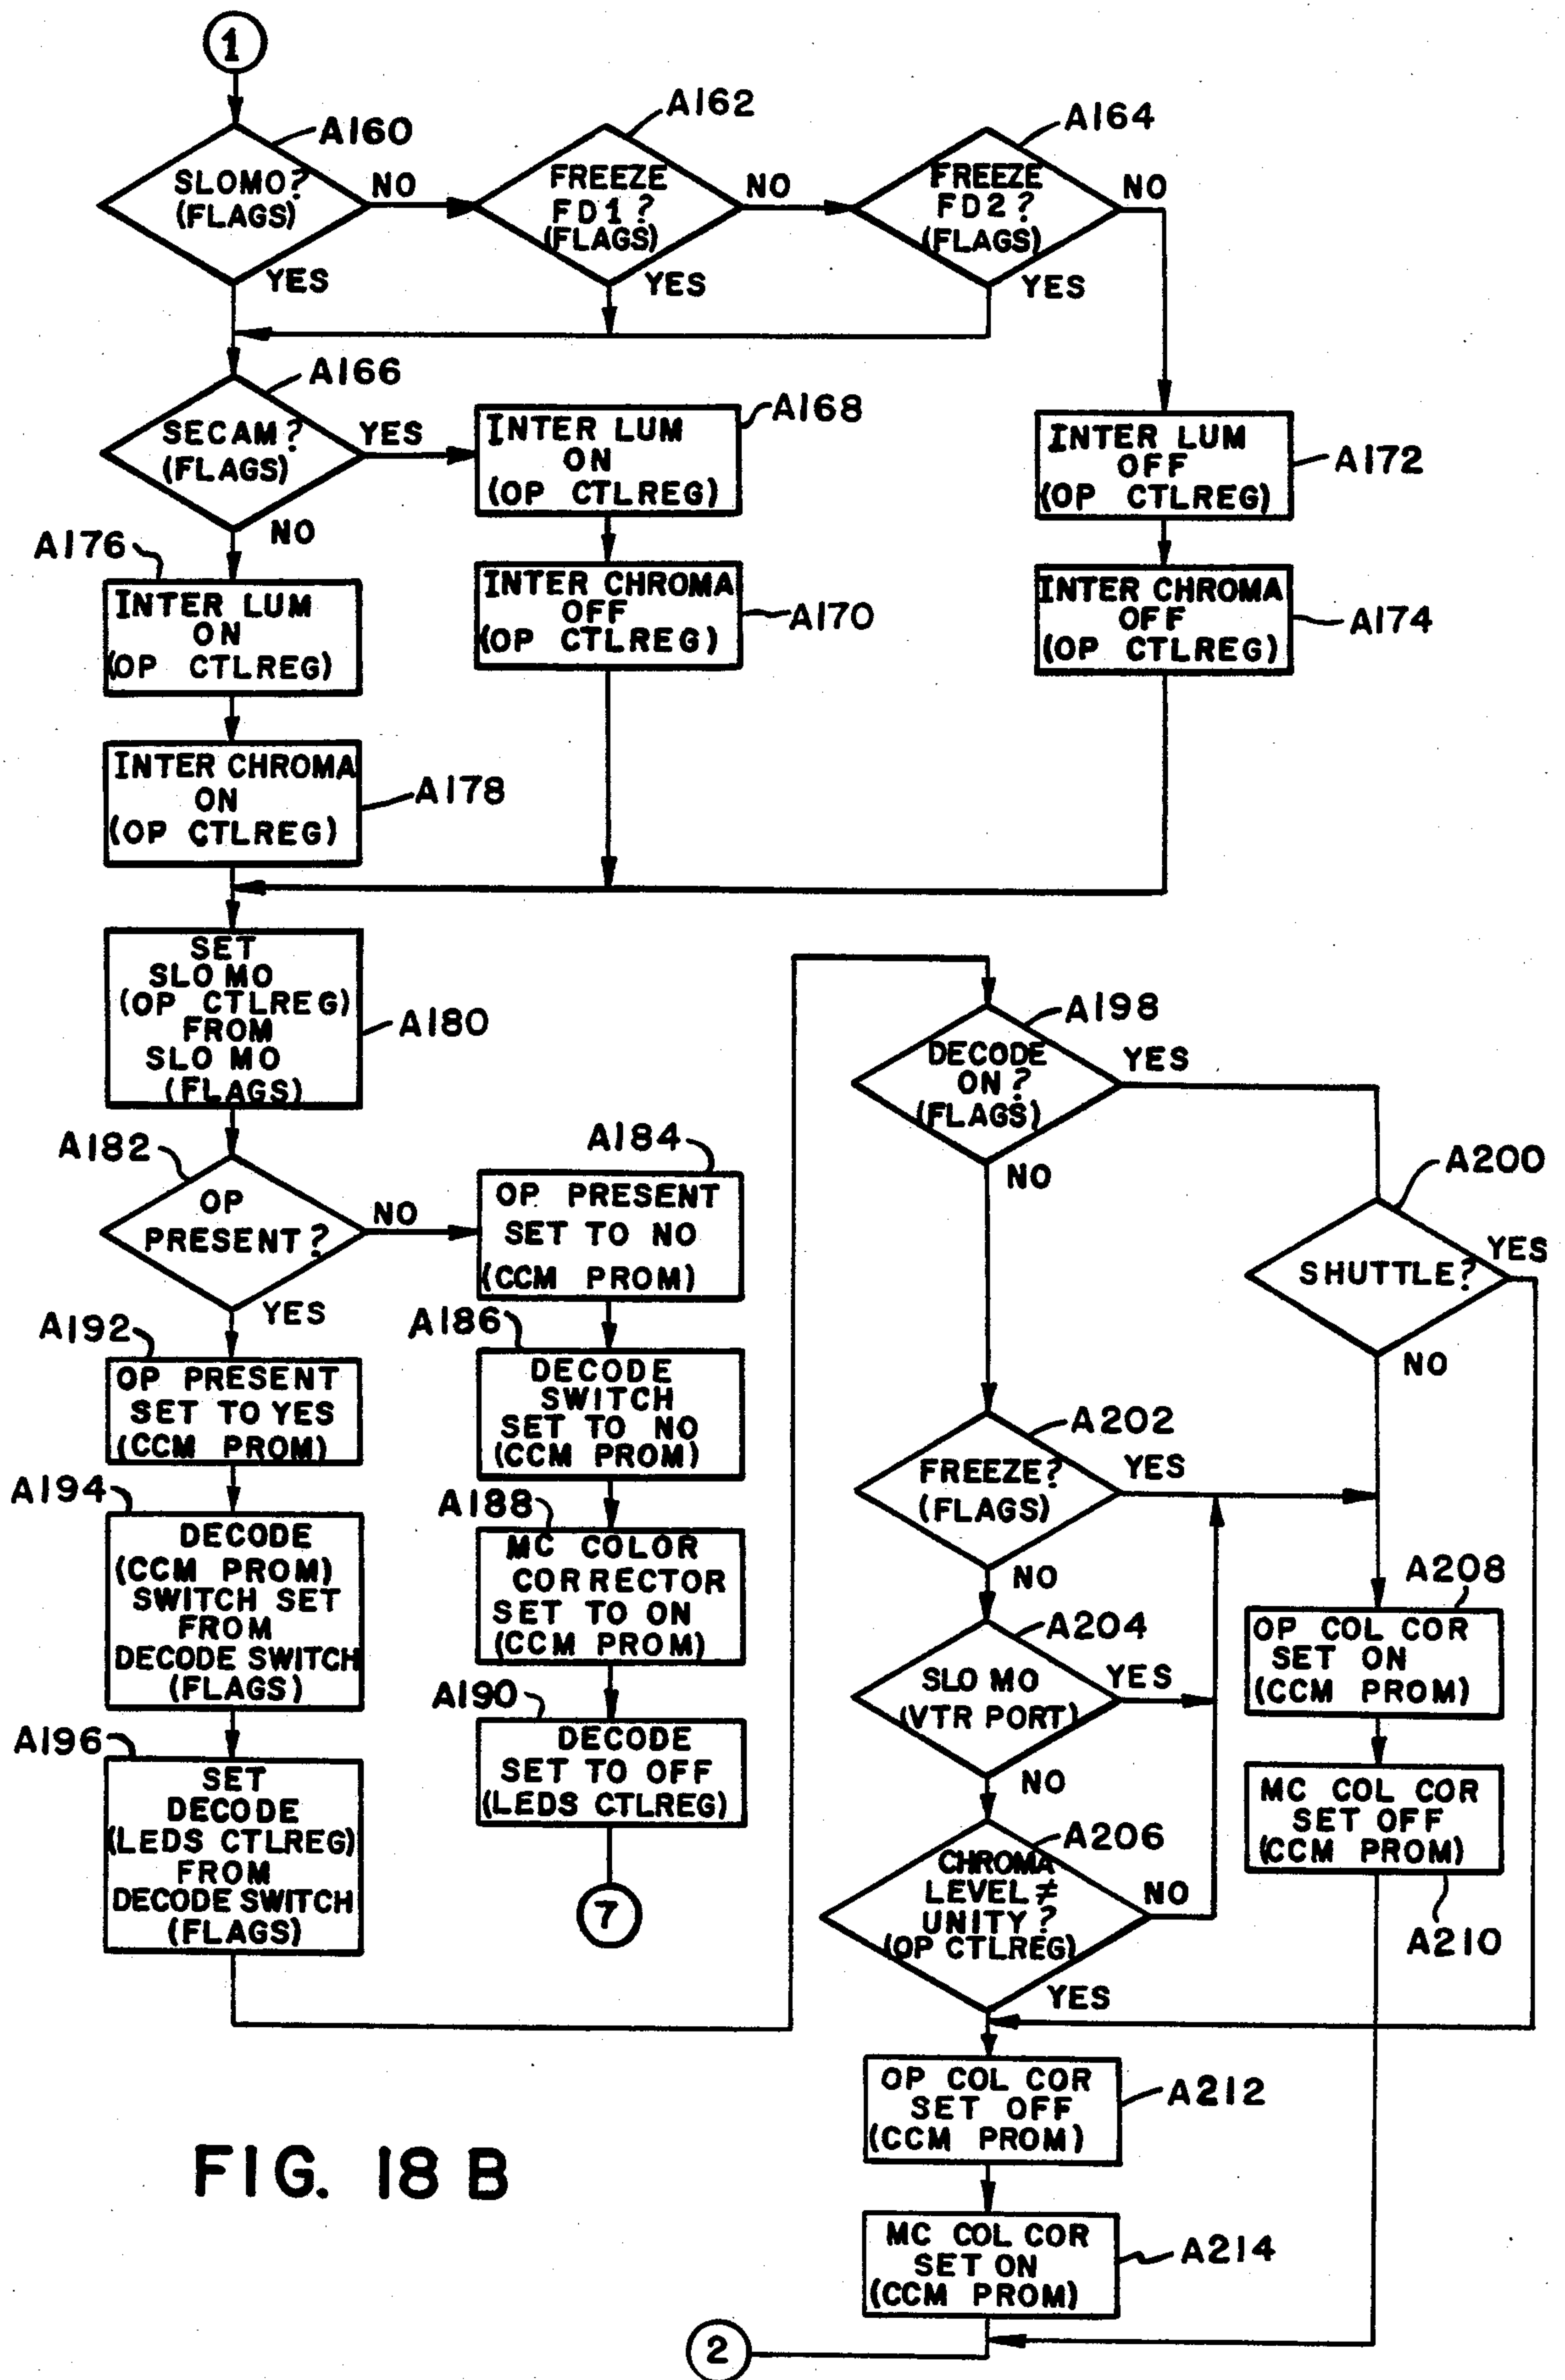 1
A160
SLOMO?
(FLAGS)
NO
YES
A162
FREEZE
FD1?
(FLAGS)
NO
YES
A164
FREEZE
FD2?
(FLAGS)
NO
YES
A166
SECAM?
(FLAGS)
YES
NO
A168
INTER LUM
ON
(OP CTLREG)
A170
INTER CHROMA
OFF
(OP CTLREG)
A172
INTER LUM
OFF
(OP CTLREG)
A174
INTER CHROMA
OFF
(OP CTLREG)
A176
INTER LUM
ON
(OP CTLREG)
A178
INTER CHROMA
ON
(OP CTLREG)
A180
SET
SLO MO
(OP CTLREG)
FROM
SLO MO
(FLAGS)
A182
OP
PRESENT?
NO
YES
A184
OP PRESENT
SET TO NO
(CCM PROM)
A186
DECODE
SWITCH
SET TO NO
(CCM PROM)
A188
MC COLOR
CORRECTOR
SET TO ON
(CCM PROM)
A190
DECODE
SET TO OFF
(LEDS CTLREG)
7
A192
OP PRESENT
SET TO YES
(CCM PROM)
A194
DECODE
(CCM PROM)
SWITCH SET
FROM
DECODE SWITCH
(FLAGS)
A196
SET
DECODE
(LEDS CTLREG)
FROM
DECODE SWITCH
(FLAGS)
A198
DECODE
ON?
(FLAGS)
YES
NO
A200
SHUTTLE?
YES
NO
A202
FREEZE?
(FLAGS)
YES
NO
A204
SLO MO
(VTR PORT)
YES
NO
A206
CHROMA
LEVEL ≠
UNITY?
(OP CTLREG)
NO
YES
A208
OP COL COR
SET ON
(CCM PROM)
A210
MC COL COR
SET OFF
(CCM PROM)
A212
OP COL COR
SET OFF
(CCM PROM)
A214
MC COL COR
SET ON
(CCM PROM)
2
FIG. 18 B